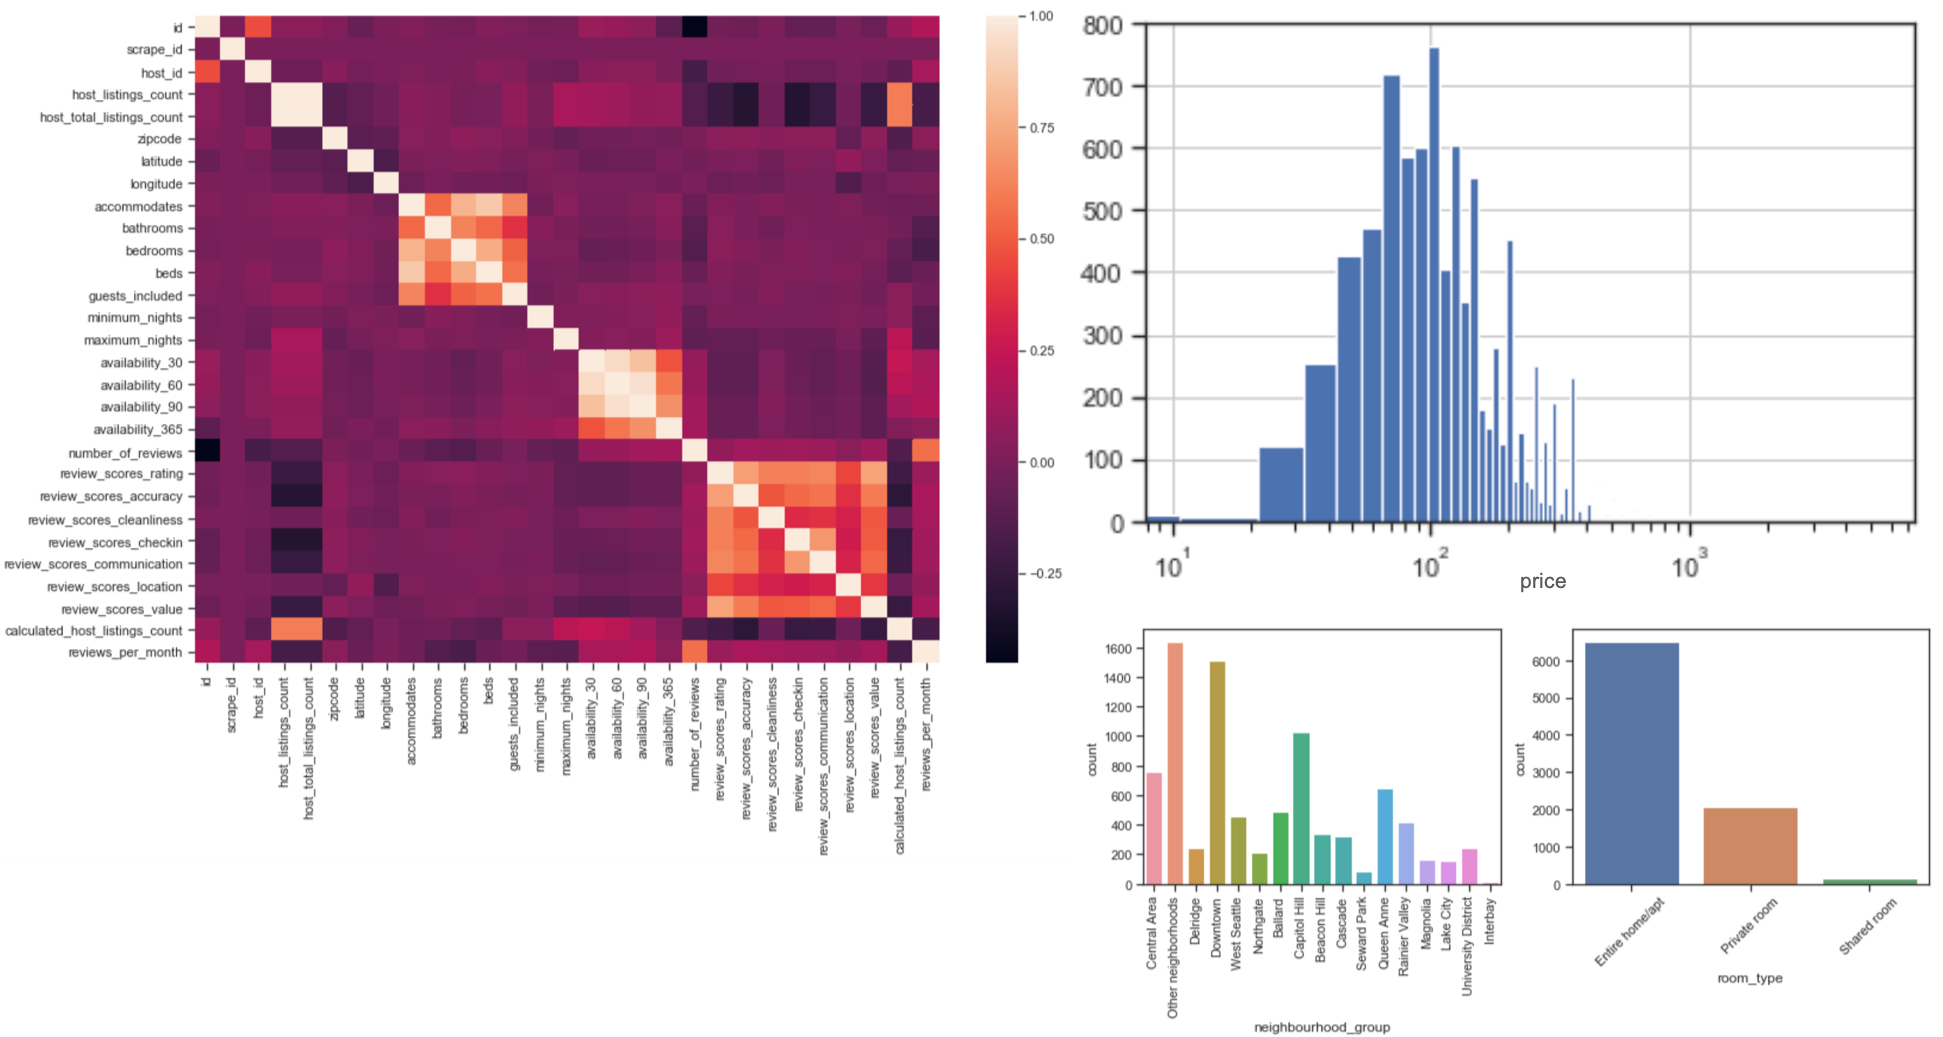 id
scrape_id
host_id
host_listings_count
host_total_listings_count
zipcode
latitude
longitude
accommodates
bathrooms
bedrooms
beds
guests_included
minimum_nights
maximum_nights
availability_30
availability_60
availability_90
availability_365
number_of_reviews
review_scores_rating
review_scores_accuracy
review_scores_cleanliness
review_scores_checkin
review_scores_communication
review_scores_location
review_scores_value
calculated_host_listings_count
reviews_per_month
id
scrape_id
host_id
host_listings_count
host_total_listings_count
zipcode
latitude
longitude
accommodates
bathrooms
bedrooms
beds
guests_included
minimum_nights
maximum_nights
availability_30
availability_60
availability_90
availability_365
number_of_reviews
review_scores_rating
review_scores_accuracy
review_scores_cleanliness
review_scores_checkin
review_scores_communication
review_scores_location
review_scores_value
calculated_host_listings_count
reviews_per_month
1.00
0.75
0.50
0.25
0.00
−0.25
800
700
600
500
400
300
200
100
0
10^1
10^2
10^3
price
1600
1400
1200
1000
800
600
400
200
0
count
Central Area
Other neighborhoods
Delridge
Downtown
West Seattle
Northgate
Ballard
Capitol Hill
Beacon Hill
Cascade
Seward Park
Queen Anne
Rainier Valley
Magnolia
Lake City
University District
Interbay
neighbourhood_group
6000
5000
4000
3000
2000
1000
0
count
Entire home/apt
Private room
Shared room
room_type